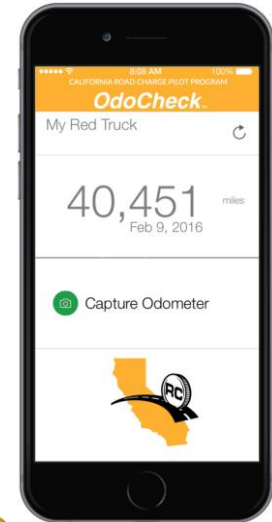 8:08 AM 100%
CALIFORNIA ROAD CHARGE PILOT PROGRAM
OdoCheck
My Red Truck
40,451 miles
Feb 9, 2016
Capture Odometer
RC